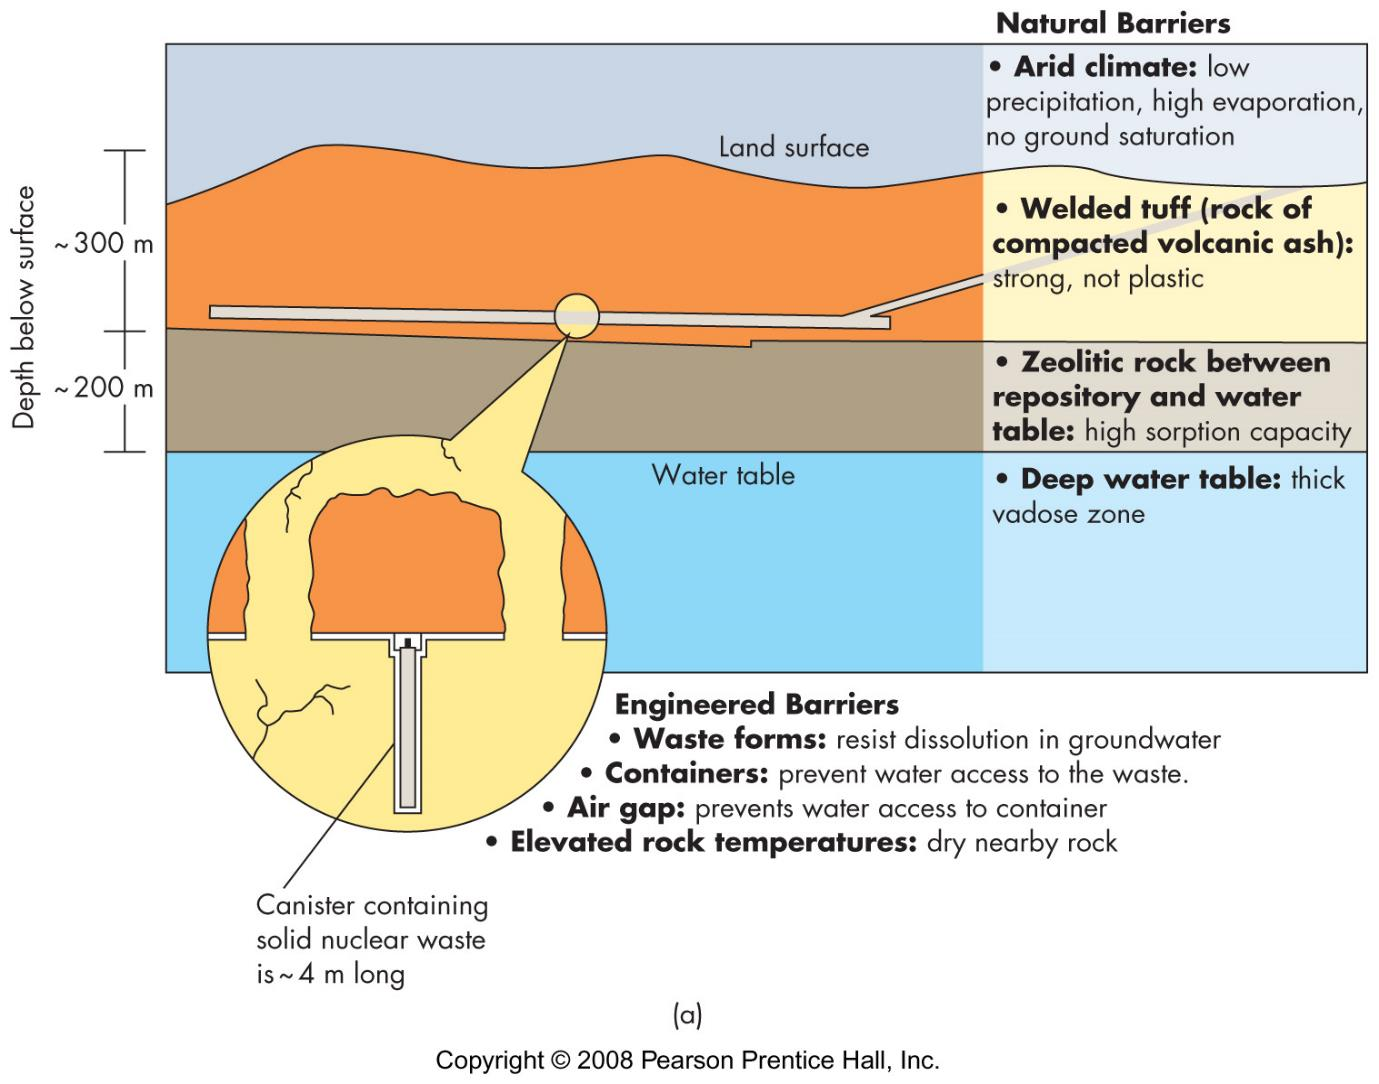 Natural Barriers
• Arid climate: low
precipitation, high evaporation,
no ground saturation
Land surface
• Welded tuff (rock of
compacted volcanic ash):
strong, not plastic
Depth below surface
~300 m
~200 m
• Zeolitic rock between
repository and water
table: high sorption capacity
Water table
• Deep water table: thick
vadose zone
Engineered Barriers
• Waste forms: resist dissolution in groundwater
• Containers: prevent water access to the waste.
• Air gap: prevents water access to container
• Elevated rock temperatures: dry nearby rock
Canister containing
solid nuclear waste
is ~ 4 m long
(a)
Copyright © 2008 Pearson Prentice Hall, Inc.